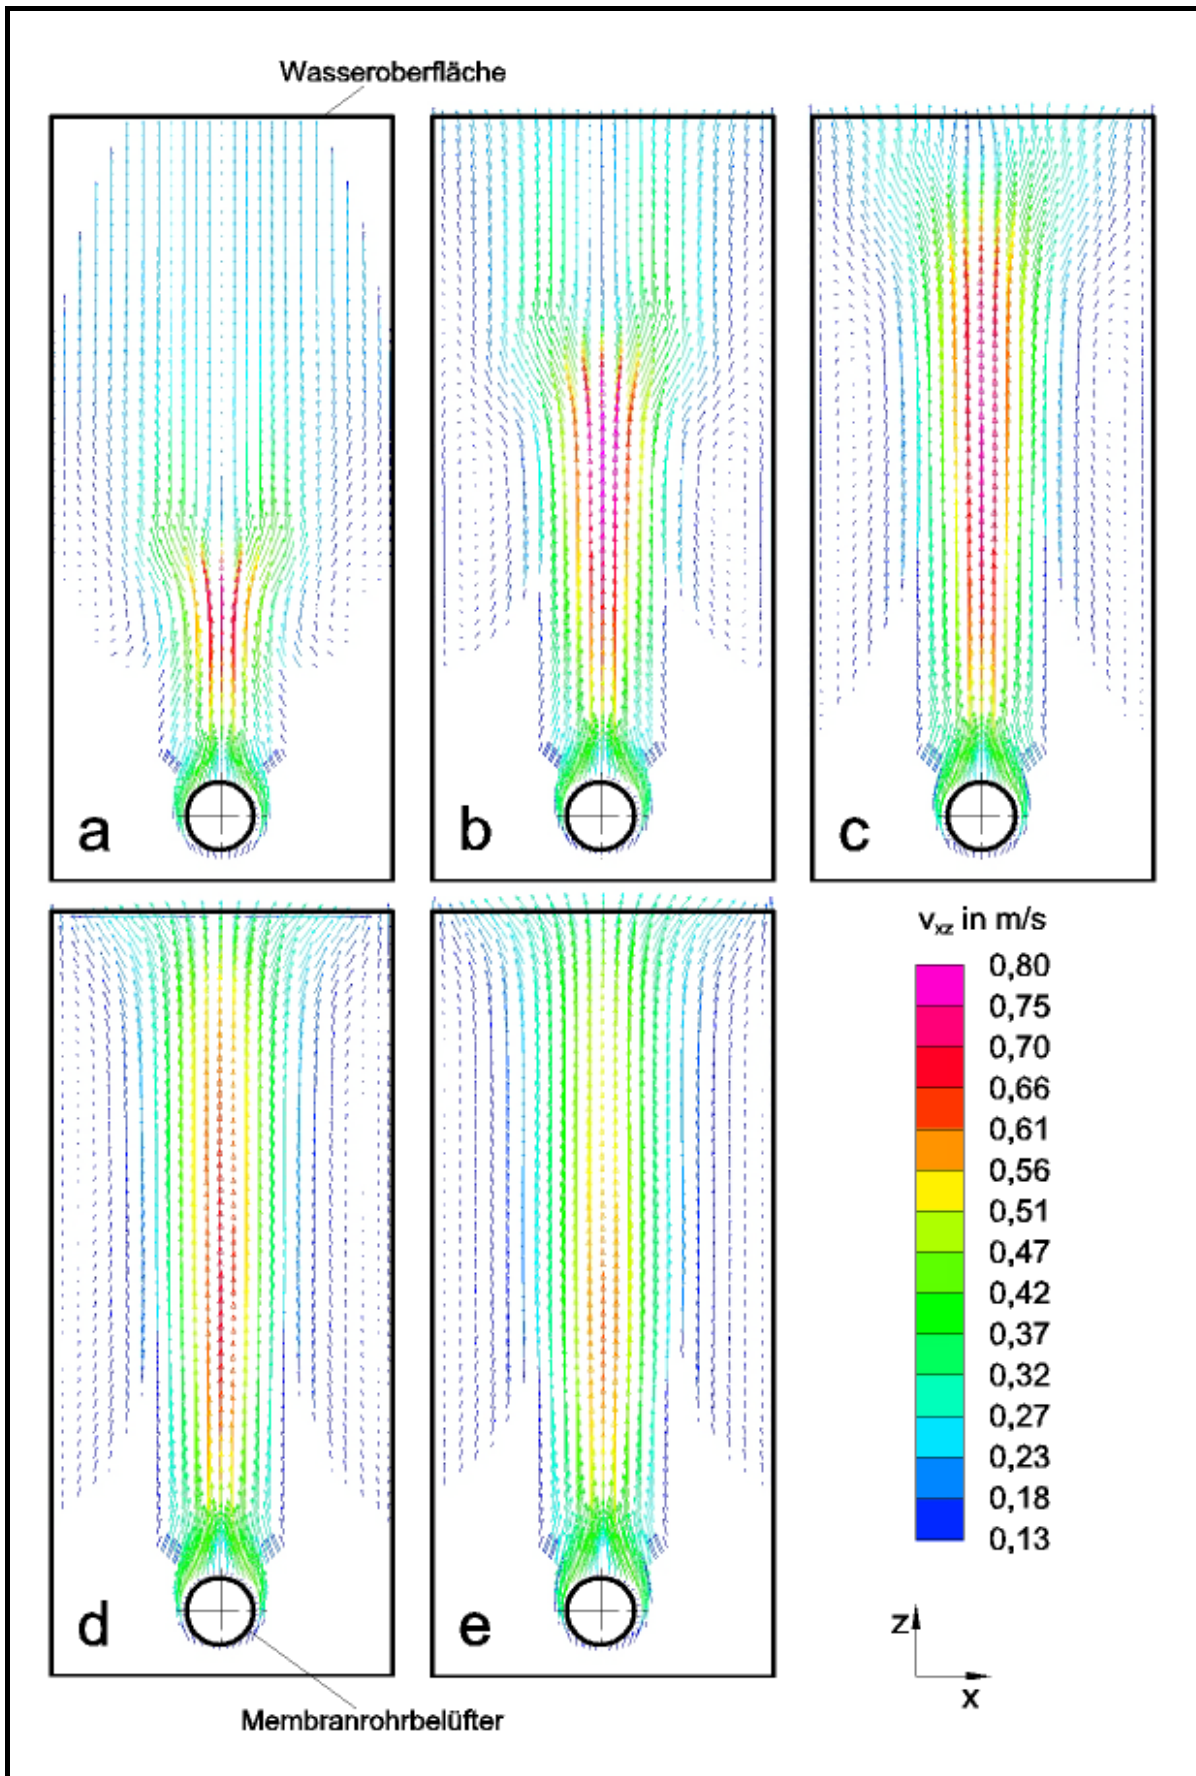 Wasseroberfläche
a
b
c
d
e
v_xz in m/s
0,80
0,75
0,70
0,66
0,61
0,56
0,51
0,47
0,42
0,37
0,32
0,27
0,23
0,18
0,13
z
x
Membranrohrbelüfter